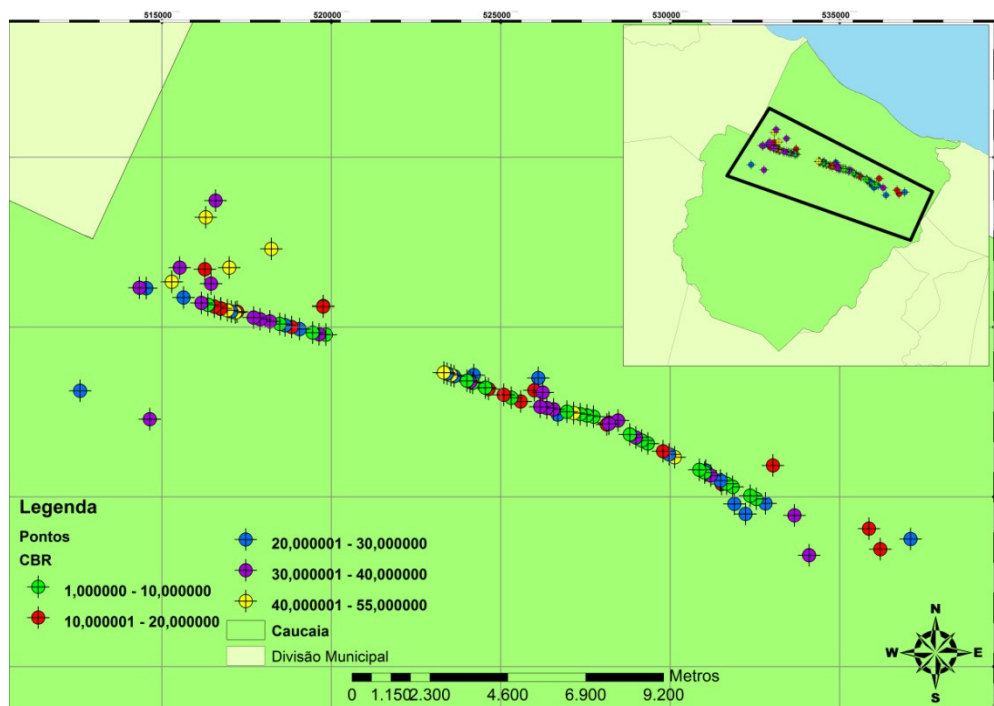 515000 520000 525000 530000 535000
Legenda
Pontos
CBR
1,000000 - 10,000000
10,000001 - 20,000000
20,000001 - 30,000000
30,000001 - 40,000000
40,000001 - 55,000000
Caucaia
Divisão Municipal
Metros
0 1.150 2.300 4.600 6.900 9.200
N
W E
S